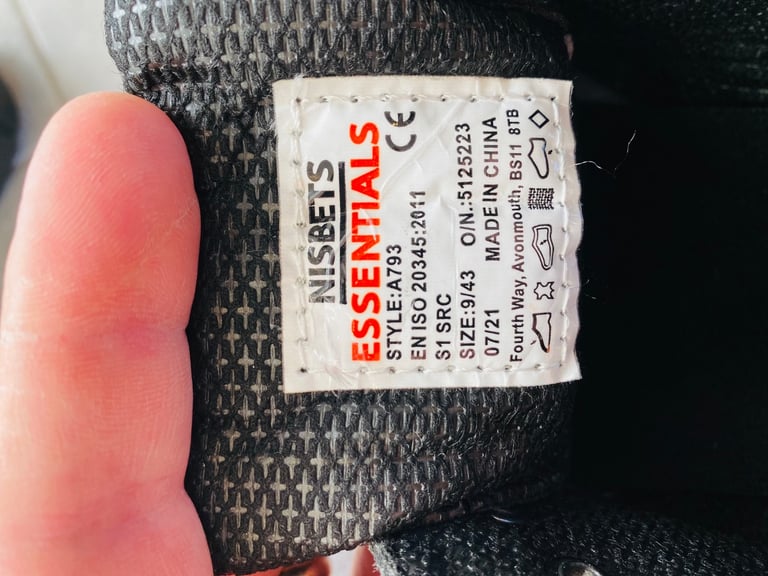 NISBETS
ESSENTIALS
CE
STYLE:A793
EN ISO 20345:2011
S1 SRC
SIZE:9/43 O/N.:5125223
07/21 MADE IN CHINA
Fourth Way, Avonmouth, BS11 8TB